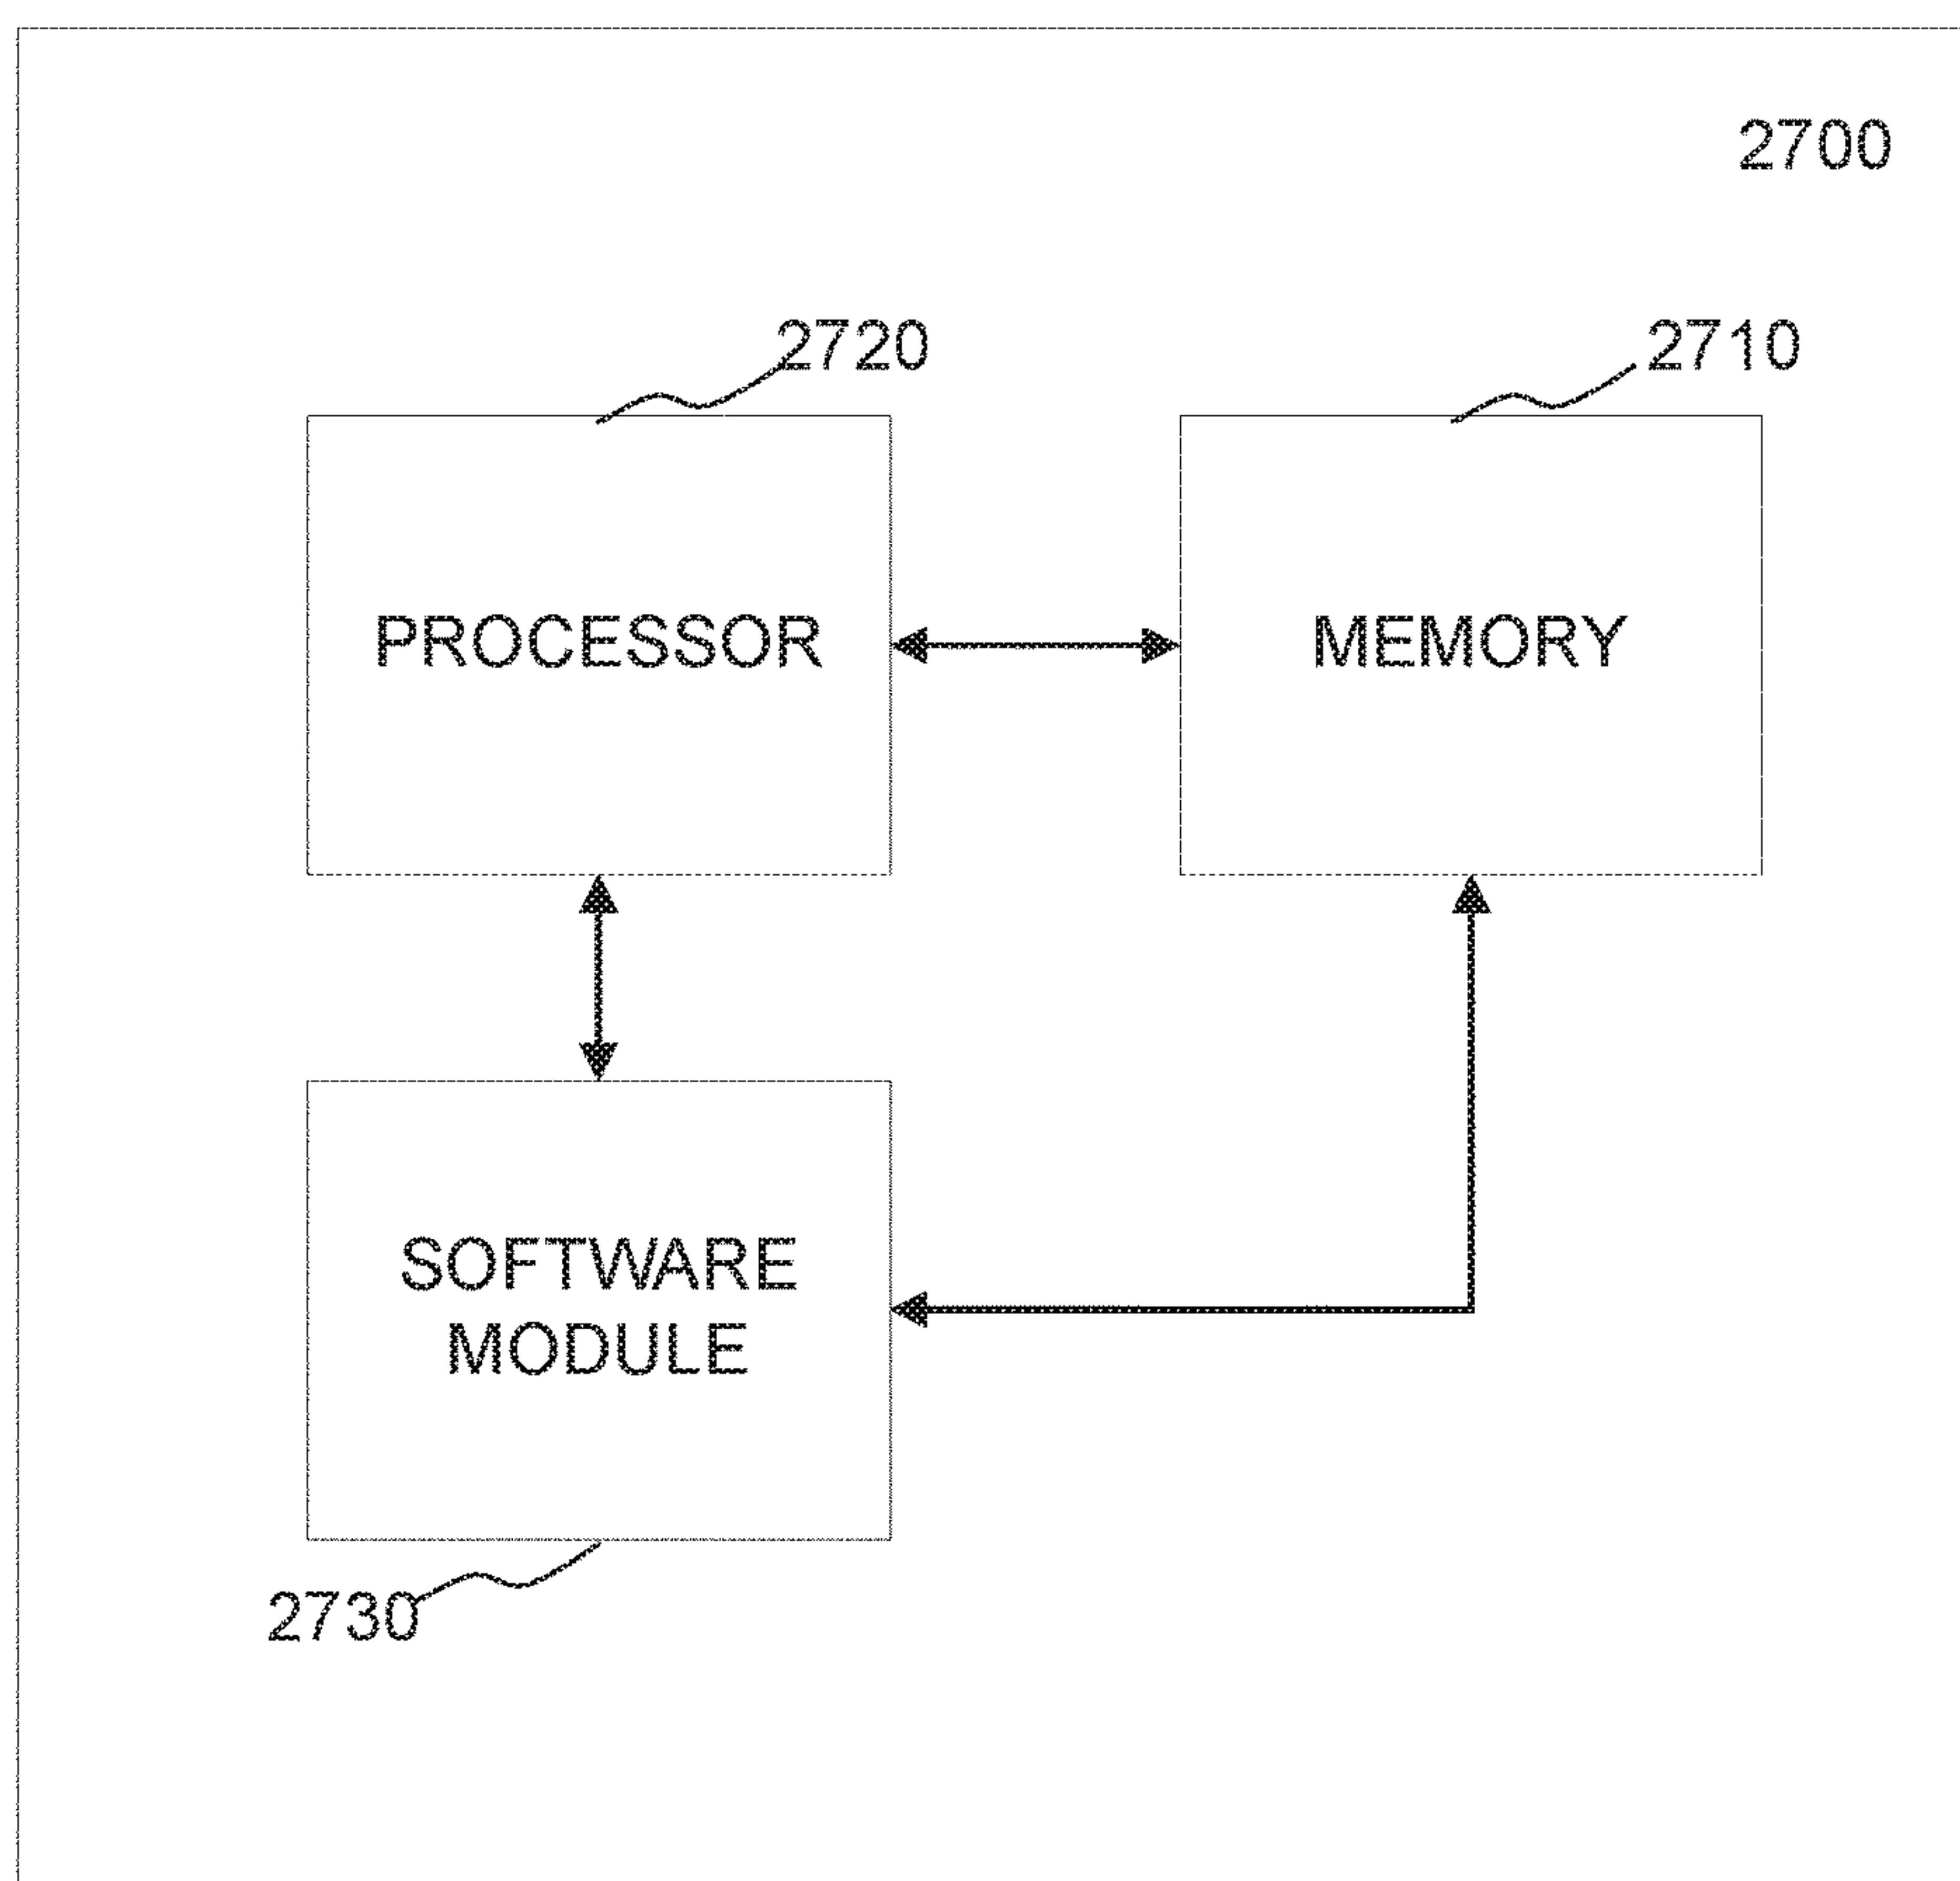 2700
2720
2710
PROCESSOR
MEMORY
SOFTWARE
MODULE
2730